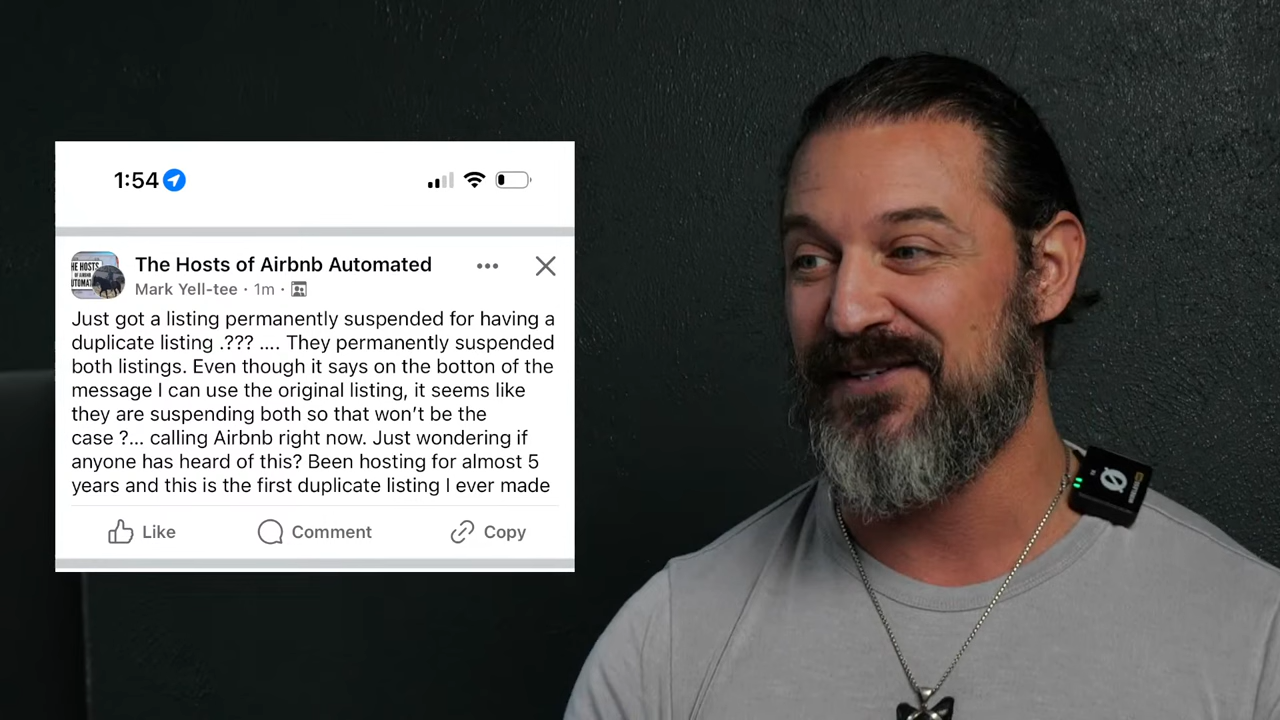 1:54
The Hosts of Airbnb Automated
Mark Yell-tee · 1m ·
Just got a listing permanently suspended for having a
duplicate listing .??? .... They permanently suspended
both listings. Even though it says on the botton of the
message I can use the original listing, it seems like
they are suspending both so that won't be the
case ?... calling Airbnb right now. Just wondering if
anyone has heard of this? Been hosting for almost 5
years and this is the first duplicate listing I ever made
Like
Comment
Copy